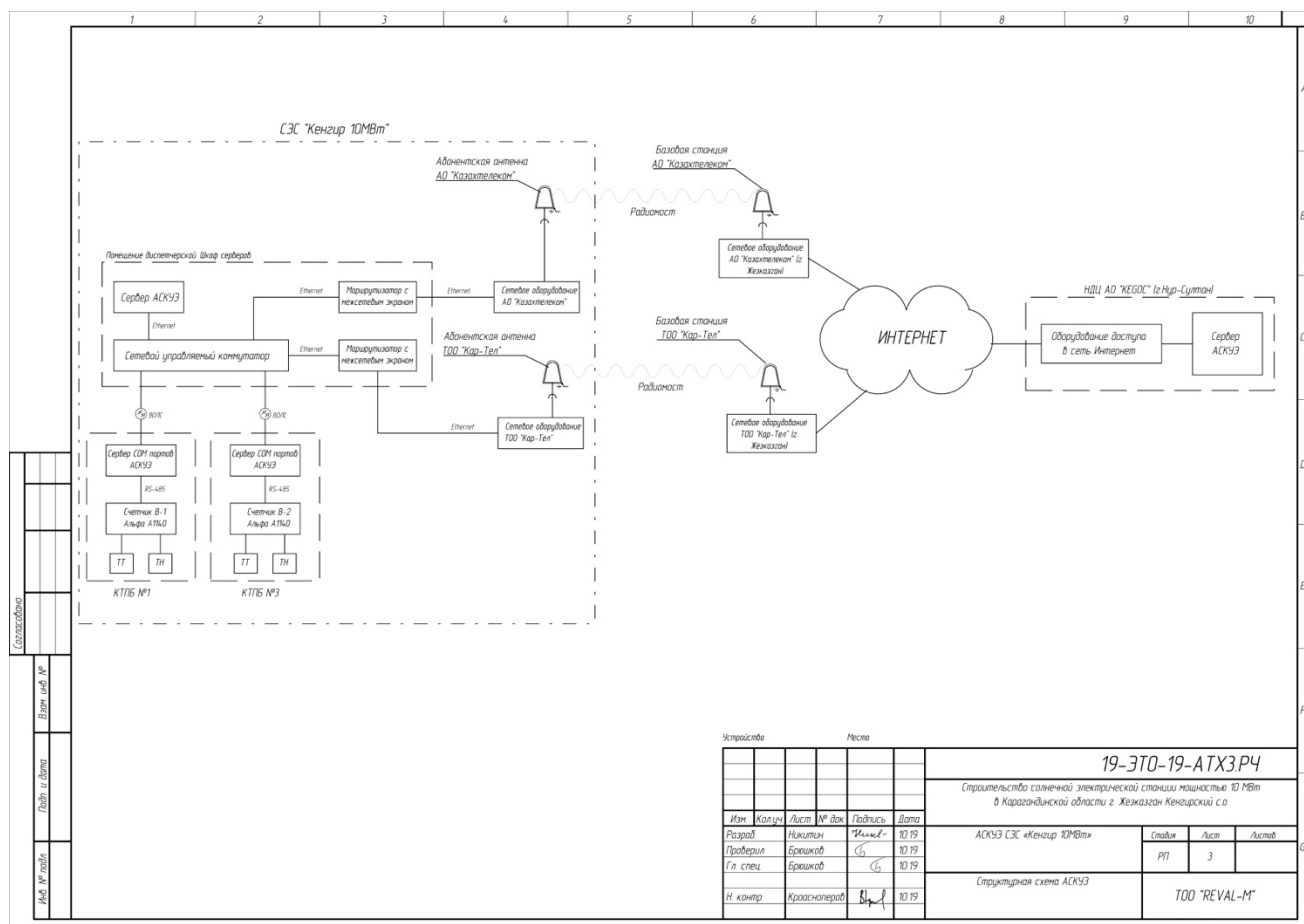 1 2 3 4 5 6 7 8 9 10
A
B
C
D
E
F
G
СЭС "Кенгир 10МВт"
Абонентская антенна
АО "Казахтелеком"
Базовая станция
АО "Казахтелеком"
Радиомост
Помещение диспетчерской Шкаф серверов
Сервер АСКУЭ
Ethernet
Ethernet
Маршрутизатор с
межсетевым экраном
Ethernet
Сетевое оборудование
АО "Казахтелеком"
Сетевое оборудование
АО "Казахтелеком" (г.
Жезказган)
Сетевой управляемый коммутатор
Ethernet
Маршрутизатор с
межсетевым экраном
Абонентская антенна
ТОО "Кар-Тел"
Базовая станция
ТОО "Кар-Тел"
Радиомост
Ethernet
Сетевое оборудование
ТОО "Кар-Тел"
Сетевое оборудование
ТОО "Кар-Тел" (г.
Жезказган)
ИНТЕРНЕТ
НДЦ АО "KEGOC" (г.Нур-Султан)
Оборудование доступа
в сеть Интернет
Сервер
АСКУЭ
ВОЛС
ВОЛС
Сервер COM портов
АСКУЭ
RS-485
Счетчик В-1
Альфа А1140
ТТ
ТН
КТПБ №1
Сервер COM портов
АСКУЭ
RS-485
Счетчик В-2
Альфа А1140
ТТ
ТН
КТПБ №3
Согласовано
Взам. инв. №
Подп. и дата
Инв. № подл.
Устройство
Место
19-ЭТО-19-АТХ3.РЧ
Строительство солнечной электрической станции мощностью 10 МВт
в Карагандинской области г. Жезказган Кенгирский с.о.
Изм. Кол.уч Лист № док Подпись Дата
Разраб. Никитин 10.19
Проверил Брюшков 10.19
Гл. спец. Брюшков 10.19
Н. контр. Кроасноперов 10.19
АСКУЭ СЭС «Кенгир 10МВт»
Стадия Лист Листов
РП 3
Структурная схема АСКУЭ
ТОО "REVAL-M"